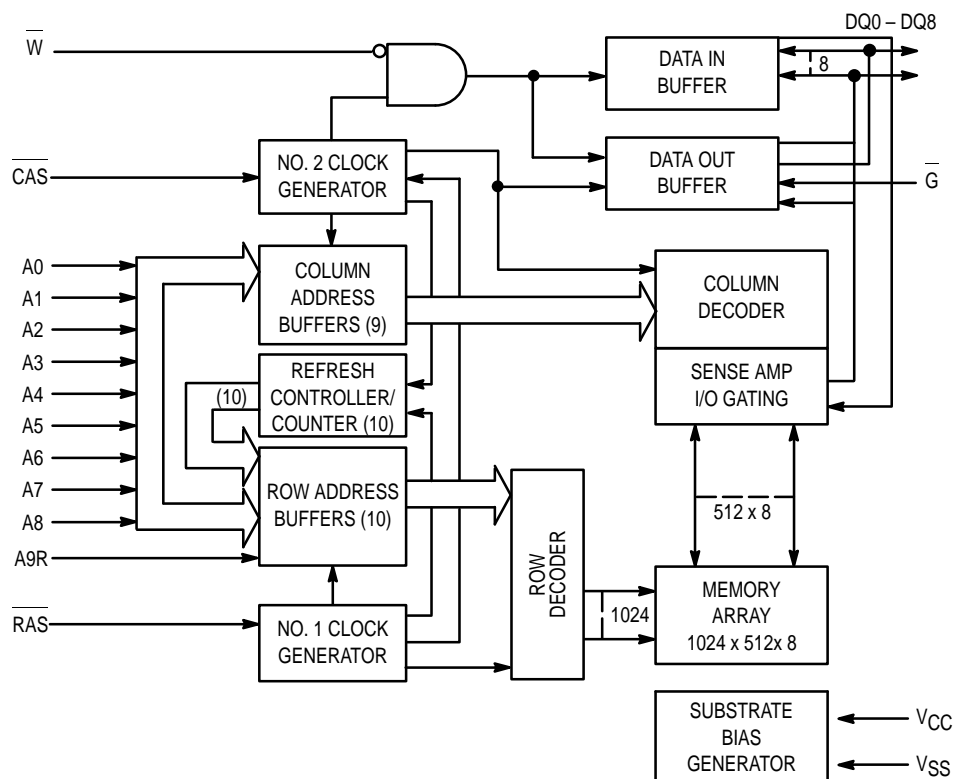 DQ0 – DQ8
W
DATA IN
BUFFER
8
CAS
NO. 2 CLOCK
GENERATOR
DATA OUT
BUFFER
G
A0
A1
A2
A3
A4
A5
A6
A7
A8
A9R
COLUMN
ADDRESS
BUFFERS (9)
COLUMN
DECODER
REFRESH
CONTROLLER/
COUNTER (10)
(10)
SENSE AMP
I/O GATING
ROW ADDRESS
BUFFERS (10)
512 x 8
ROW
DECODER
RAS
NO. 1 CLOCK
GENERATOR
1024
MEMORY
ARRAY
1024 x 512x 8
SUBSTRATE
BIAS
GENERATOR
VCC
VSS